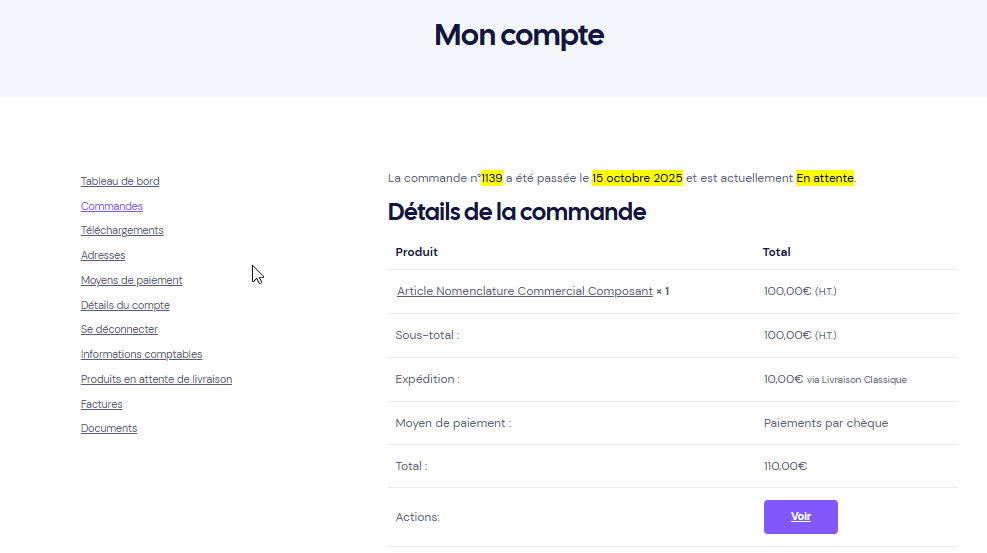 Mon compte
Tableau de bord
Commandes
Téléchargements
Adresses
Moyens de paiement
Détails du compte
Se déconnecter
Informations comptables
Produits en attente de livraison
Factures
Documents
La commande n°1139 a été passée le 15 octobre 2025 et est actuellement En attente.
Détails de la commande
Produit Total
Article Nomenclature Commercial Composant × 1 100,00€ (H.T.)
Sous-total : 100,00€ (H.T.)
Expédition : 10,00€ via Livraison Classique
Moyen de paiement : Paiements par chèque
Total : 110,00€
Actions: Voir